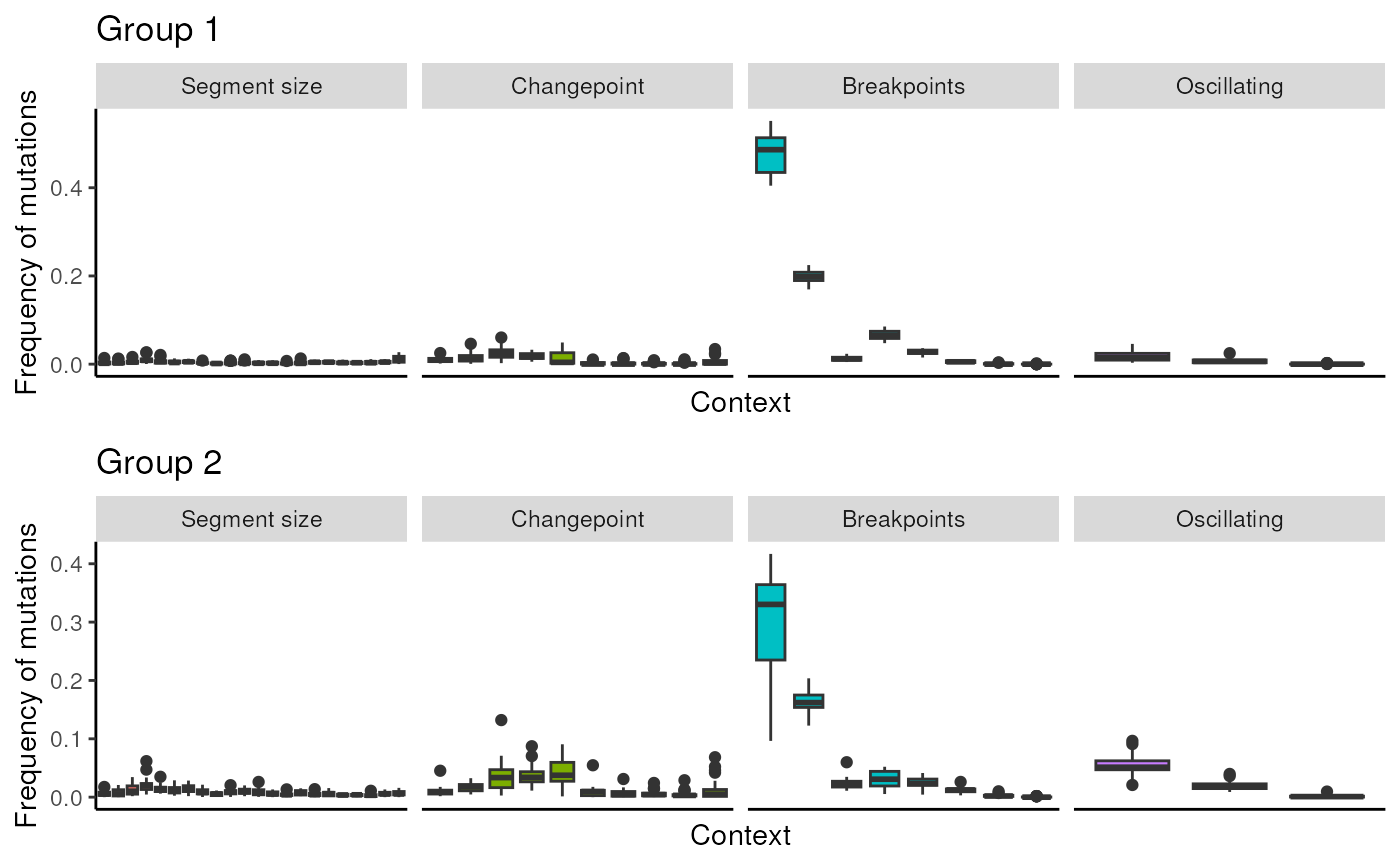 Group 1
Segment size Changepoint Breakpoints Oscillating
Frequency of mutations
0.4
0.2
0.0
Context
Group 2
Segment size Changepoint Breakpoints Oscillating
Frequency of mutations
0.4
0.3
0.2
0.1
0.0
Context